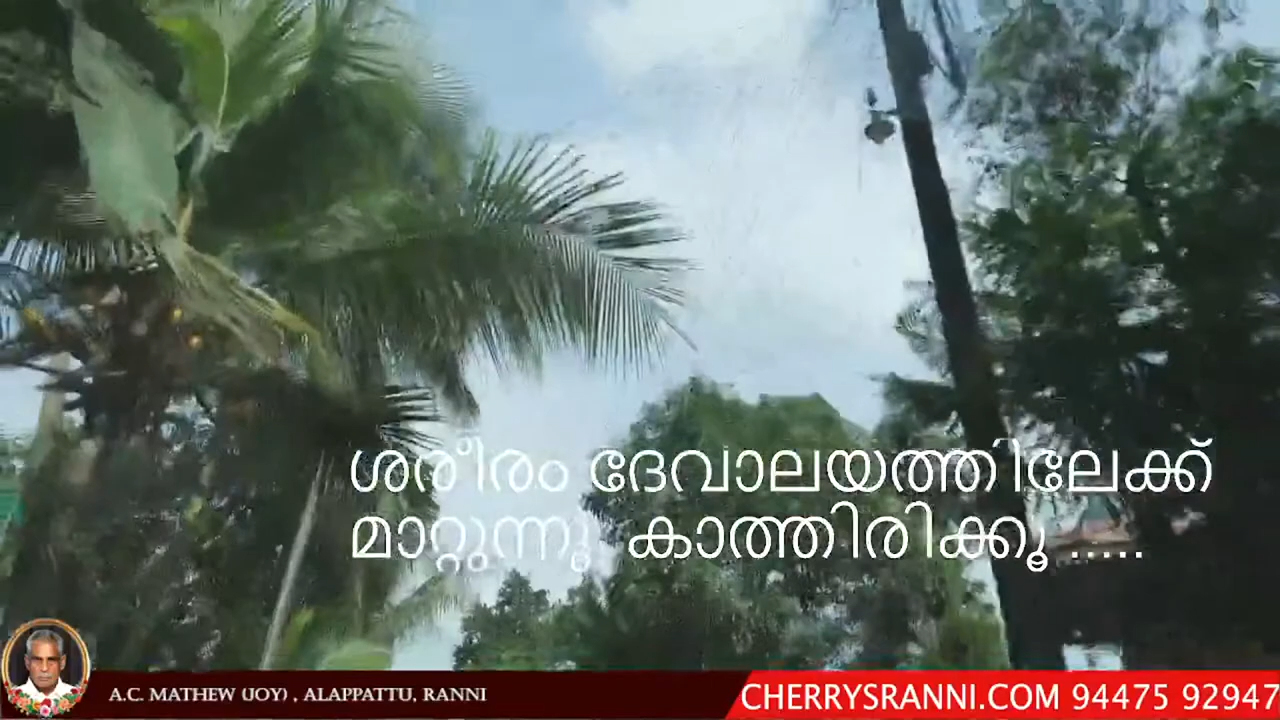 ശരീരം ദേവാലയത്തിലേക്ക്
മാറ്റുന്നു കാത്തിരിക്കൂ .....
A.C. MATHEW (JOY) , ALAPPATTU, RANNI
CHERRYSRANNI.COM 94475 92947